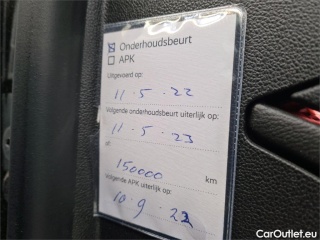 Onderhoudsbeurt
APK
Uitgevoerd op:
11 . 5 . 22
Volgende onderhoudsbeurt uiterlijk op:
11 . 5 . 23
of
150000 km
Volgende APK uiterlijk op:
10 . 9 . 22
CarOutlet.eu